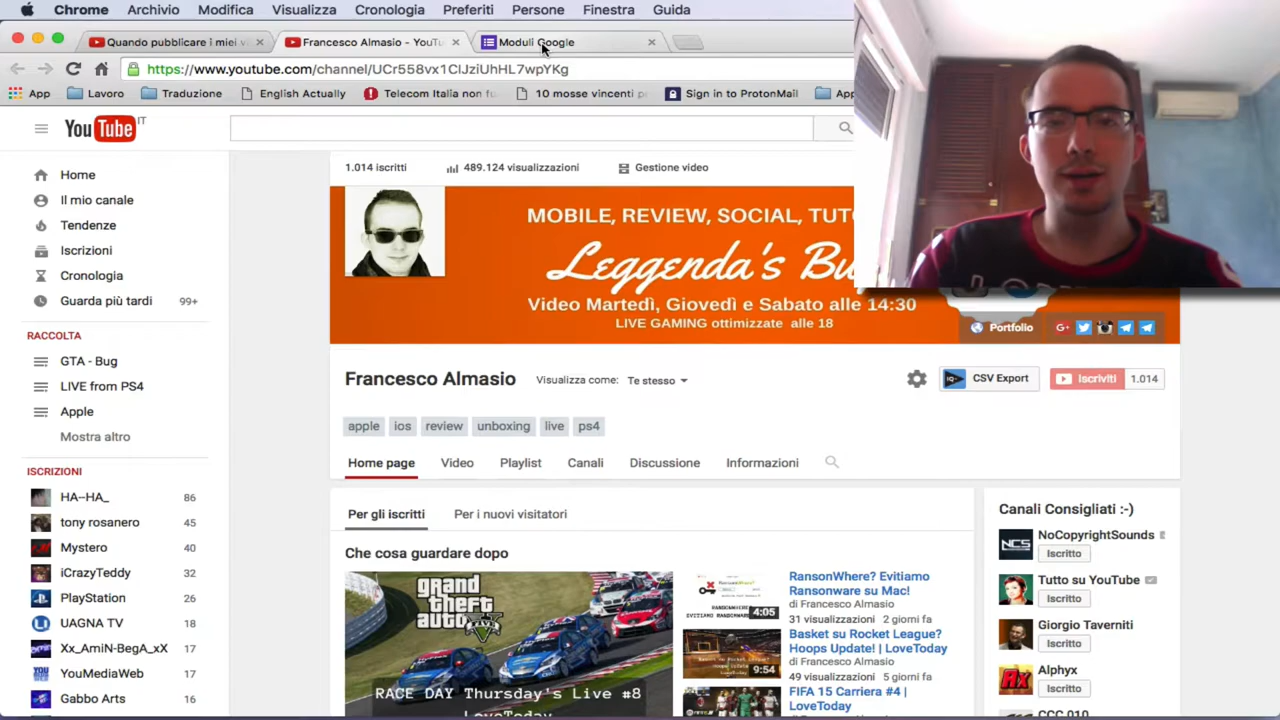 Chrome Archivio Modifica Visualizza Cronologia Preferiti Persone Finestra Guida
Quando pubblicare i miei v
Francesco Almasio - YouTu
Moduli Google
https://www.youtube.com/channel/UCr558vx1ClJziUhHL7wpYKg
App Lavoro Traduzione English Actually Telecom Italia non fu 10 mosse vincenti Sign in to ProtonMail
YouTube IT
1.014 iscritti 489.124 visualizzazioni Gestione video
Home
Il mio canale
Tendenze
Iscrizioni
Cronologia
Guarda più tardi 99+
RACCOLTA
GTA - Bug
LIVE from PS4
Apple
Mostra altro
ISCRIZIONI
HA--HA_ 86
tony rosanero 45
Mystero 40
iCrazyTeddy 32
PlayStation 26
UAGNA TV 18
Xx_AmiN-BegA_xX 17
YouMediaWeb 17
Gabbo Arts 16
MOBILE, REVIEW, SOCIAL,
Leggenda's
Video Martedì, Giovedì e Sabato alle 14:30
LIVE GAMING ottimizzate alle 18
Portfolio
Francesco Almasio
Visualizza come: Te stesso
CSV Export
Iscriviti 1.014
apple ios review unboxing live ps4
Home page Video Playlist Canali Discussione Informazioni
Per gli iscritti Per i nuovi visitatori
Che cosa guardare dopo
grand theft auto V
RACE DAY Thursday's Live #8
LoveToday
4:05
RansonWhere? Evitiamo
Ransonware su Mac!
di Francesco Almasio
31 visualizzazioni 2 giorni fa
9:54
Basket su Rocket League?
Hoops Update! | LoveToday
di Francesco Almasio
49 visualizzazioni 5 giorni fa
FIFA 15 Carriera #4 |
LoveToday
Canali Consigliati :-)
NCS
NoCopyrightSounds
Iscritto
Tutto su YouTube
Iscritto
Giorgio Taverniti
Iscritto
Alphyx
Iscritto